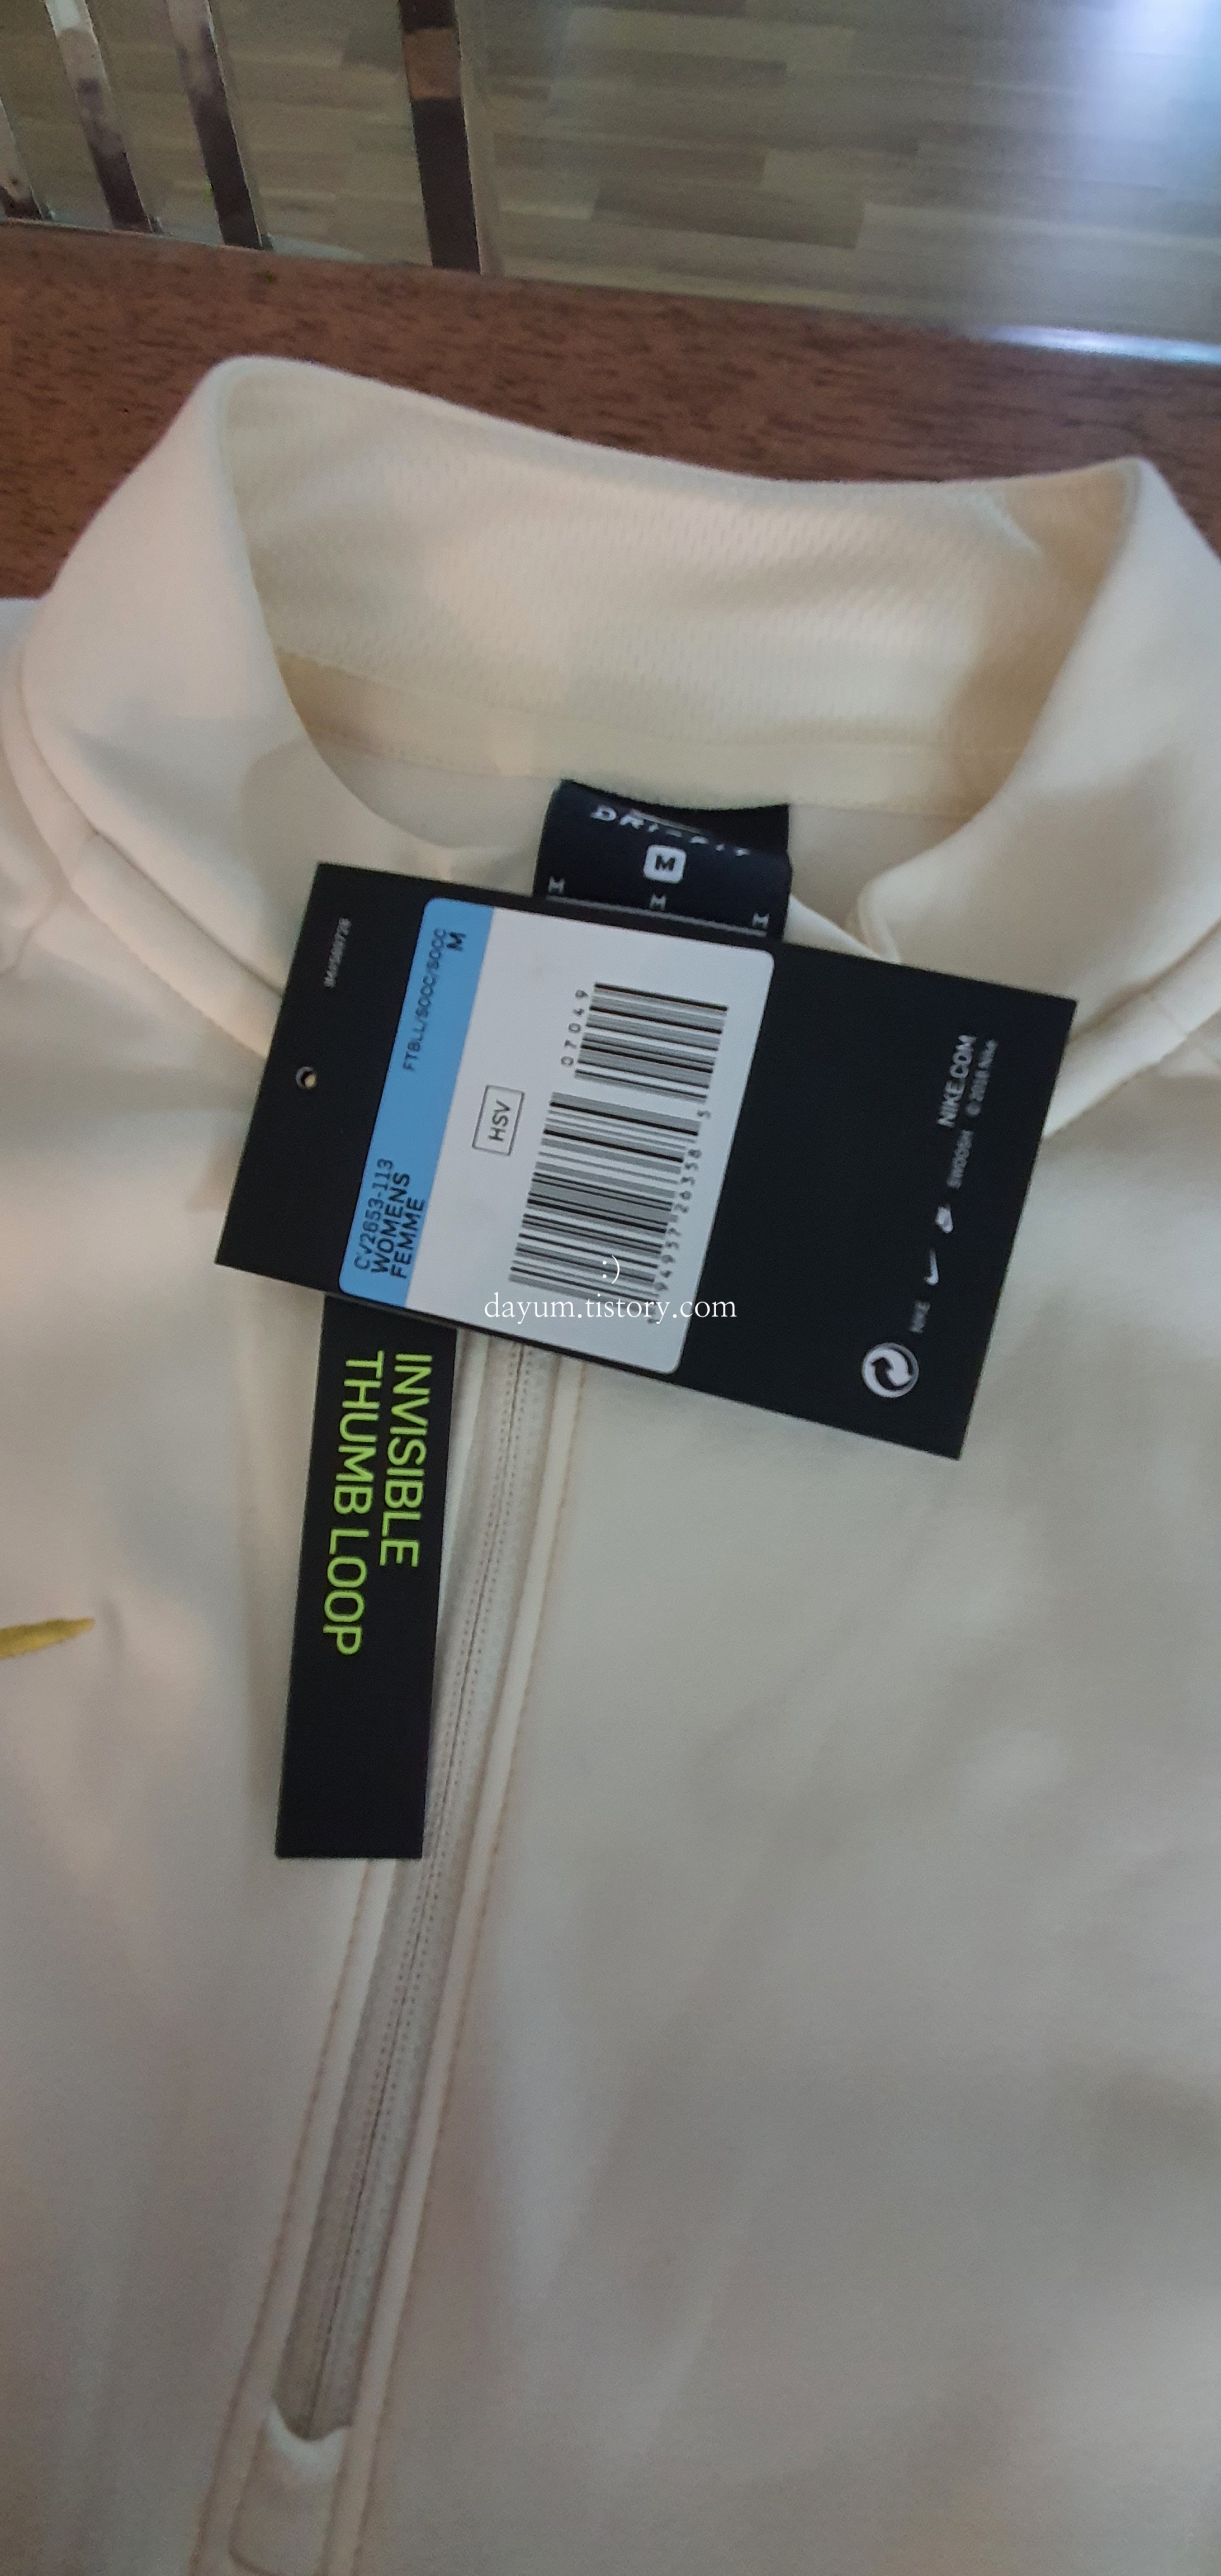 DRI-FIT
M
CV2653-113
WOMENS
FEMME
FTBLL/SOCC/SOCC
M
HSV
07049
NIKE.COM
NIKE
SWOOSH
INVISIBLE
THUMB LOOP
:)
dayum.tistory.com